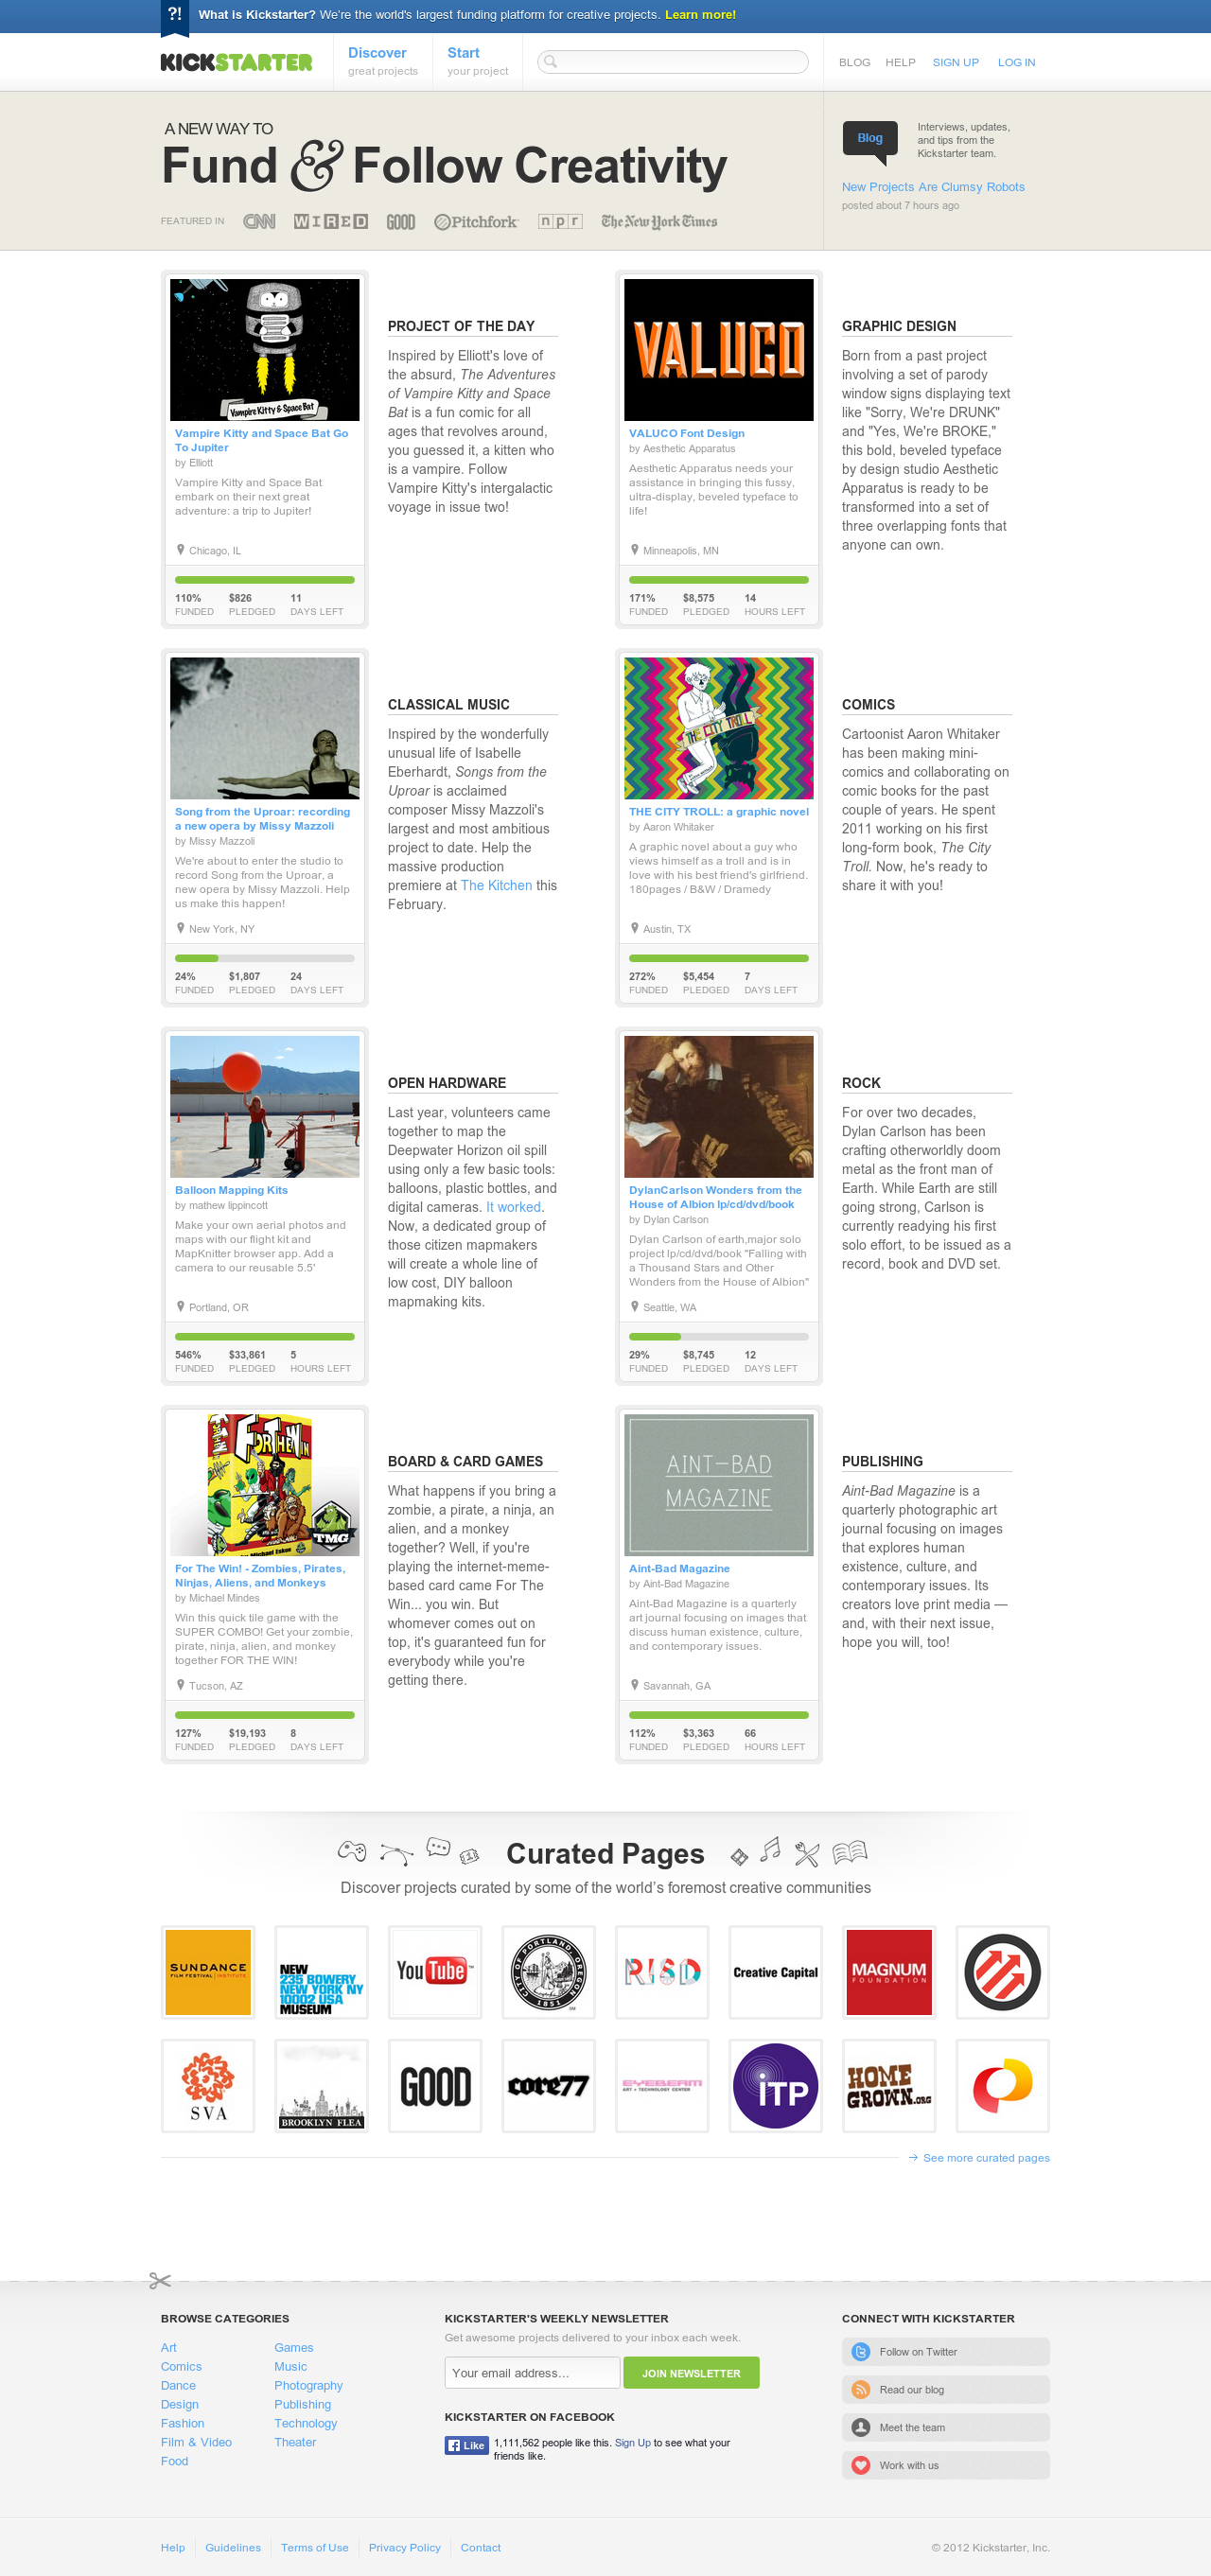 ?! What is Kickstarter? We're the world's largest funding platform for creative projects. Learn more!
KICKSTARTER
Discover
great projects
Start
your project
BLOG HELP SIGN UP LOG IN
A NEW WAY TO
Fund & Follow Creativity
FEATURED IN CNN WIRED GOOD Pitchfork npr The New York Times
Blog
Interviews, updates,
and tips from the
Kickstarter team.
New Projects Are Clumsy Robots
posted about 7 hours ago
Vampire Kitty & Space Bat
Vampire Kitty and Space Bat Go
To Jupiter
by Elliott
Vampire Kitty and Space Bat
embark on their next great
adventure: a trip to Jupiter!
Chicago, IL
110% $826 11
FUNDED PLEDGED DAYS LEFT
PROJECT OF THE DAY
Inspired by Elliott's love of
the absurd, The Adventures
of Vampire Kitty and Space
Bat is a fun comic for all
ages that revolves around,
you guessed it, a kitten who
is a vampire. Follow
Vampire Kitty's intergalactic
voyage in issue two!
VALUCO
VALUCO Font Design
by Aesthetic Apparatus
Aesthetic Apparatus needs your
assistance in bringing this fussy,
ultra-display, beveled typeface to
life!
Minneapolis, MN
171% $8,575 14
FUNDED PLEDGED HOURS LEFT
GRAPHIC DESIGN
Born from a past project
involving a set of parody
window signs displaying text
like "Sorry, We're DRUNK"
and "Yes, We're BROKE,"
this bold, beveled typeface
by design studio Aesthetic
Apparatus is ready to be
transformed into a set of
three overlapping fonts that
anyone can own.
Song from the Uproar: recording
a new opera by Missy Mazzoli
by Missy Mazzoli
We're about to enter the studio to
record Song from the Uproar, a
new opera by Missy Mazzoli. Help
us make this happen!
New York, NY
24% $1,807 24
FUNDED PLEDGED DAYS LEFT
CLASSICAL MUSIC
Inspired by the wonderfully
unusual life of Isabelle
Eberhardt, Songs from the
Uproar is acclaimed
composer Missy Mazzoli's
largest and most ambitious
project to date. Help the
massive production
premiere at The Kitchen this
February.
THE CITY TROLL
THE CITY TROLL: a graphic novel
by Aaron Whitaker
A graphic novel about a guy who
views himself as a troll and is in
love with his best friend's girlfriend.
180pages / B&W / Dramedy
Austin, TX
272% $5,454 7
FUNDED PLEDGED DAYS LEFT
COMICS
Cartoonist Aaron Whitaker
has been making mini-
comics and collaborating on
comic books for the past
couple of years. He spent
2011 working on his first
long-form book, The City
Troll. Now, he's ready to
share it with you!
Balloon Mapping Kits
by mathew lippincott
Make your own aerial photos and
maps with our flight kit and
MapKnitter browser app. Add a
camera to our reusable 5.5'
Portland, OR
546% $33,861 5
FUNDED PLEDGED HOURS LEFT
OPEN HARDWARE
Last year, volunteers came
together to map the
Deepwater Horizon oil spill
using only a few basic tools:
balloons, plastic bottles, and
digital cameras. It worked.
Now, a dedicated group of
those citizen mapmakers
will create a whole line of
low cost, DIY balloon
mapmaking kits.
DylanCarlson Wonders from the
House of Albion lp/cd/dvd/book
by Dylan Carlson
Dylan Carlson of earth,major solo
project lp/cd/dvd/book "Falling with
a Thousand Stars and Other
Wonders from the House of Albion"
Seattle, WA
29% $8,745 12
FUNDED PLEDGED DAYS LEFT
ROCK
For over two decades,
Dylan Carlson has been
crafting otherworldly doom
metal as the front man of
Earth. While Earth are still
going strong, Carlson is
currently readying his first
solo effort, to be issued as a
record, book and DVD set.
FOR THE WIN
TMG
For The Win! - Zombies, Pirates,
Ninjas, Aliens, and Monkeys
by Michael Mindes
Win this quick tile game with the
SUPER COMBO! Get your zombie,
pirate, ninja, alien, and monkey
together FOR THE WIN!
Tucson, AZ
127% $19,193 8
FUNDED PLEDGED DAYS LEFT
BOARD & CARD GAMES
What happens if you bring a
zombie, a pirate, a ninja, an
alien, and a monkey
together? Well, if you're
playing the internet-meme-
based card came For The
Win... you win. But
whomever comes out on
top, it's guaranteed fun for
everybody while you're
getting there.
AINT-BAD
MAGAZINE
Aint-Bad Magazine
by Aint-Bad Magazine
Aint-Bad Magazine is a quarterly
art journal focusing on images that
discuss human existence, culture,
and contemporary issues.
Savannah, GA
112% $3,363 66
FUNDED PLEDGED HOURS LEFT
PUBLISHING
Aint-Bad Magazine is a
quarterly photographic art
journal focusing on images
that explores human
existence, culture, and
contemporary issues. Its
creators love print media —
and, with their next issue,
hope you will, too!
Curated Pages
Discover projects curated by some of the world's foremost creative communities
SUNDANCE
FILM FESTIVAL | INSTITUTE
NEW
235 BOWERY
NEW YORK NY
10002 USA
MUSEUM
YouTube
CITY OF PORTLAND, OREGON
1851
RISD
Creative Capital
MAGNUM
FOUNDATION
SVA
BROOKLYN FLEA
GOOD
core77
EYEBEAM
ART + TECHNOLOGY CENTER
iTP
HOME
GROWN.ORG
See more curated pages
BROWSE CATEGORIES
Art
Comics
Dance
Design
Fashion
Film & Video
Food
Games
Music
Photography
Publishing
Technology
Theater
KICKSTARTER'S WEEKLY NEWSLETTER
Get awesome projects delivered to your inbox each week.
Your email address... JOIN NEWSLETTER
KICKSTARTER ON FACEBOOK
Like 1,111,562 people like this. Sign Up to see what your
friends like.
CONNECT WITH KICKSTARTER
Follow on Twitter
Read our blog
Meet the team
Work with us
Help Guidelines Terms of Use Privacy Policy Contact
© 2012 Kickstarter, Inc.